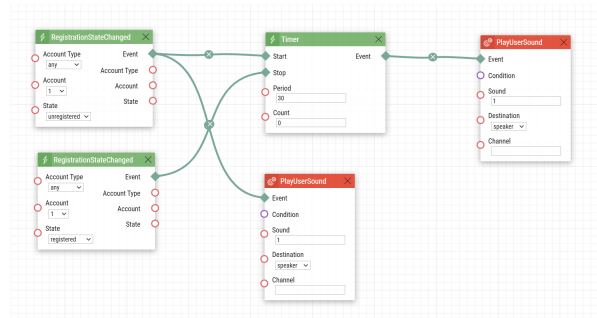 RegistrationStateChanged
Account Type
Event
any
Account Type
Account
Account
1
State
State
unregistered
Timer
Start
Event
Stop
Period
30
Count
0
PlayUserSound
Event
Condition
Sound
1
Destination
speaker
Channel
RegistrationStateChanged
Account Type
Event
any
Account Type
Account
Account
1
State
State
registered
PlayUserSound
Event
Condition
Sound
1
Destination
speaker
Channel